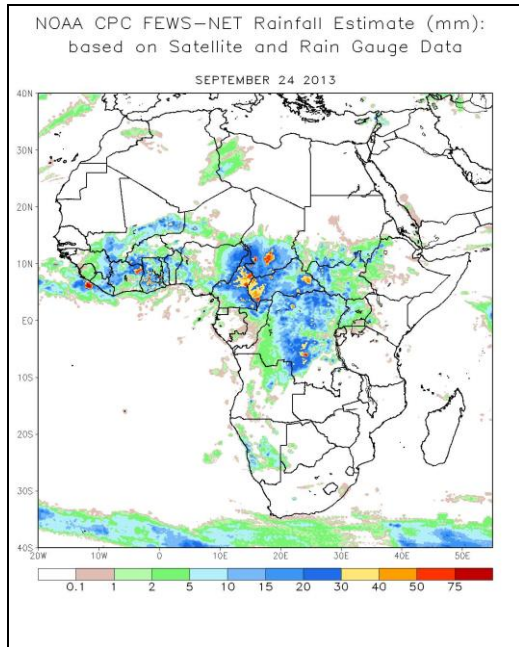 NOAA CPC FEWS-NET Rainfall Estimate (mm):
based on Satellite and Rain Gauge Data
SEPTEMBER 24 2013
40N
30N
20N
10N
EQ
10S
20S
30S
40S
20W 10W 0 10E 20E 30E 40E 50E
0.1 1 2 5 10 15 20 30 40 50 75